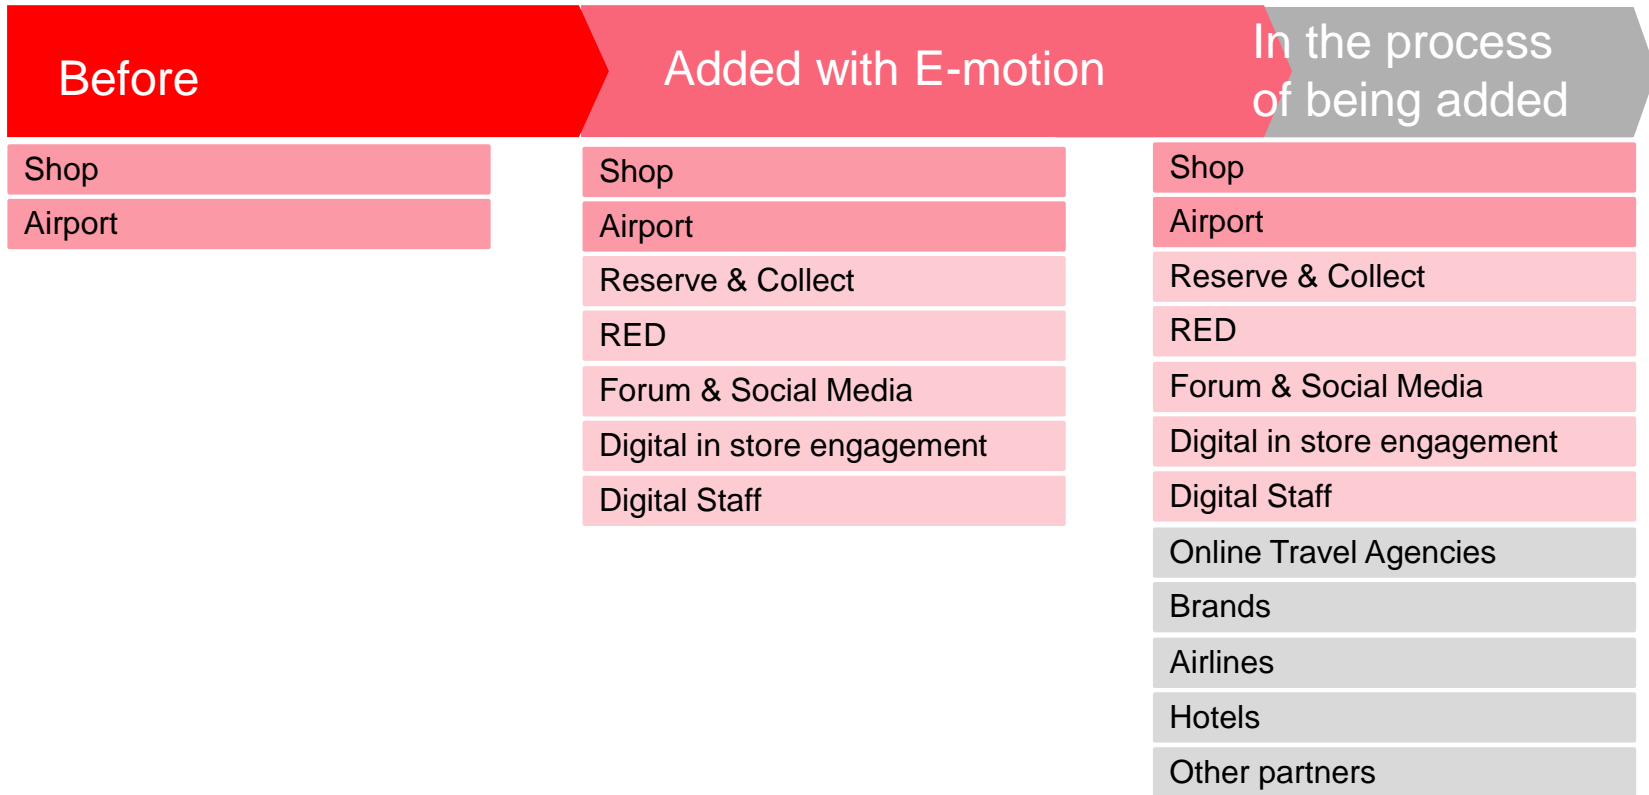 Before
Added with E-motion
In the process
of being added
Shop
Airport
Shop
Airport
Reserve & Collect
RED
Forum & Social Media
Digital in store engagement
Digital Staff
Shop
Airport
Reserve & Collect
RED
Forum & Social Media
Digital in store engagement
Digital Staff
Online Travel Agencies
Brands
Airlines
Hotels
Other partners